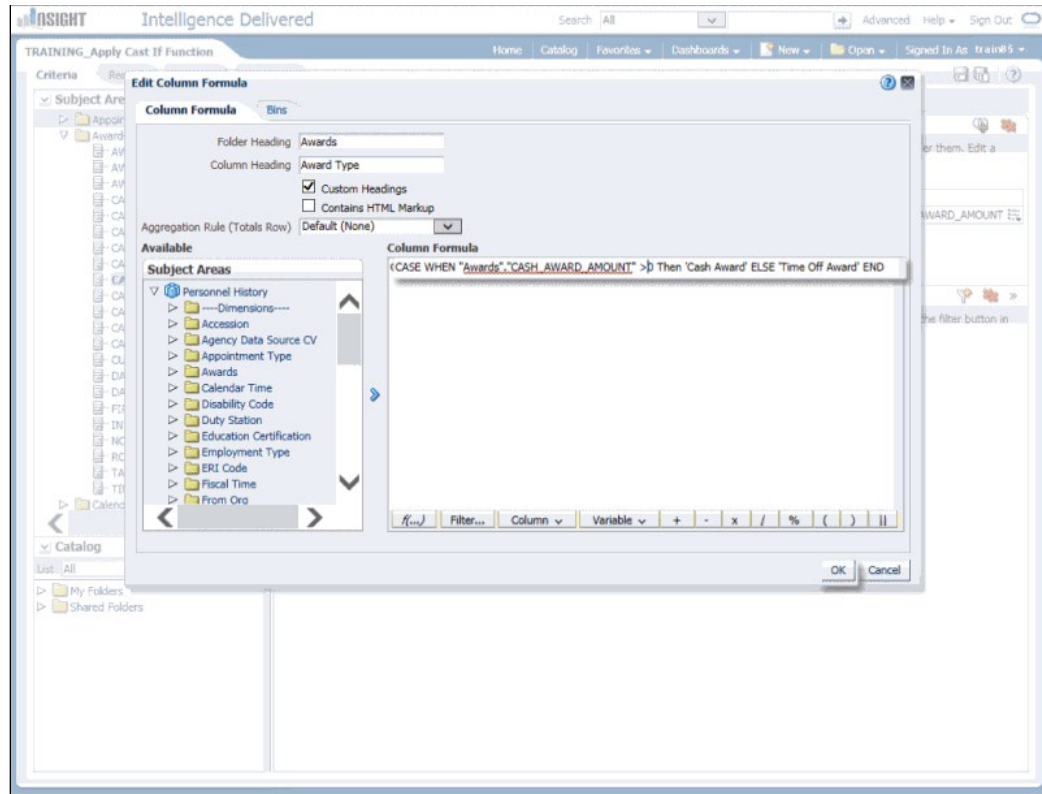 INSIGHT Intelligence Delivered Search All Advanced Help Sign Out
TRAINING_Apply Cast If Function Home Catalog Favorites Dashboards New Open Signed In As train85
Criteria
Edit Column Formula
Subject Are
Column Formula Bins
Folder Heading Awards
er them. Edit a
Column Heading Award Type
Custom Headings
Contains HTML Markup
WARD_AMOUNT
Aggregation Rule (Totals Row) Default (None)
Available Column Formula
Subject Areas
(CASE WHEN "Awards"."CASH_AWARD_AMOUNT" >0 Then 'Cash Award' ELSE 'Time Off Award' END
Personnel History
----Dimensions----
Accession
Agency Data Source CV
he filter button in
Appointment Type
Awards
Calendar Time
Disability Code
Duty Station
Education Certification
Employment Type
ERI Code
Fiscal Time
From Org
f(...) Filter... Column Variable + - x / % ( ) ||
Calend
Catalog
List All
OK Cancel
My Folders
Shared Folders